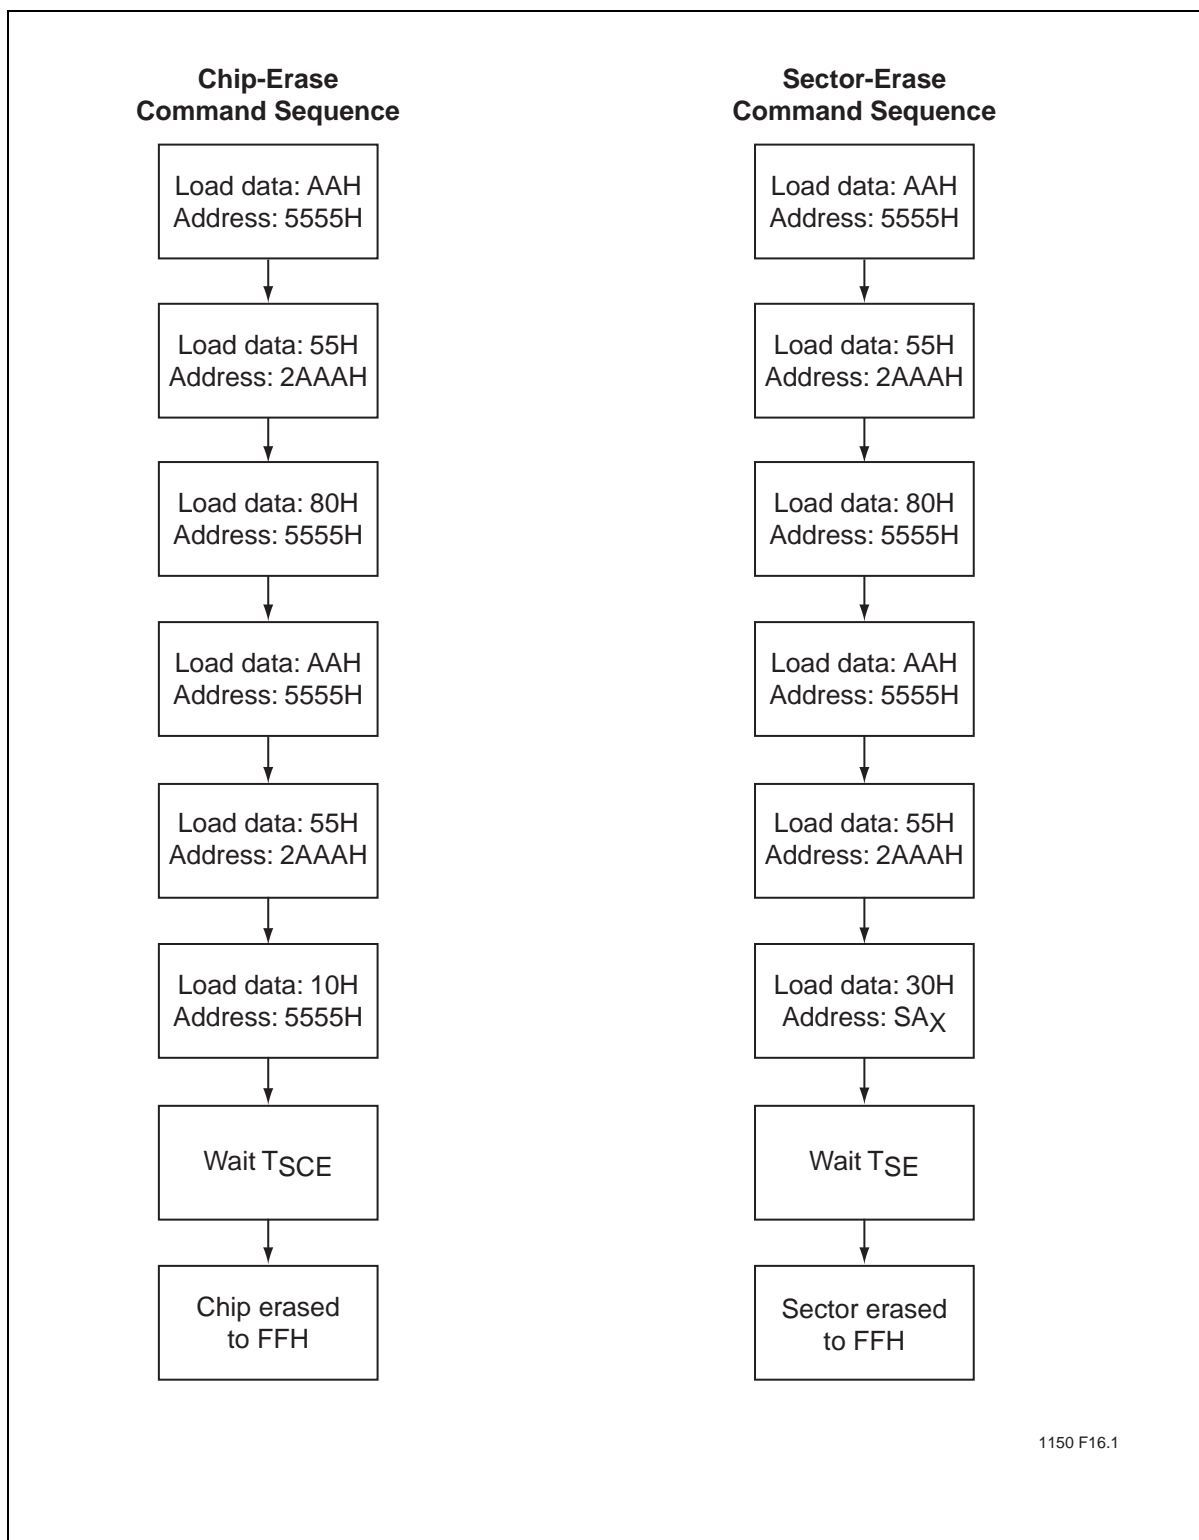 Chip-Erase
Command Sequence
Load data: AAH
Address: 5555H
Load data: 55H
Address: 2AAAH
Load data: 80H
Address: 5555H
Load data: AAH
Address: 5555H
Load data: 55H
Address: 2AAAH
Load data: 10H
Address: 5555H
Wait TSCE
Chip erased
to FFH
Sector-Erase
Command Sequence
Load data: AAH
Address: 5555H
Load data: 55H
Address: 2AAAH
Load data: 80H
Address: 5555H
Load data: AAH
Address: 5555H
Load data: 55H
Address: 2AAAH
Load data: 30H
Address: SAX
Wait TSE
Sector erased
to FFH
1150 F16.1